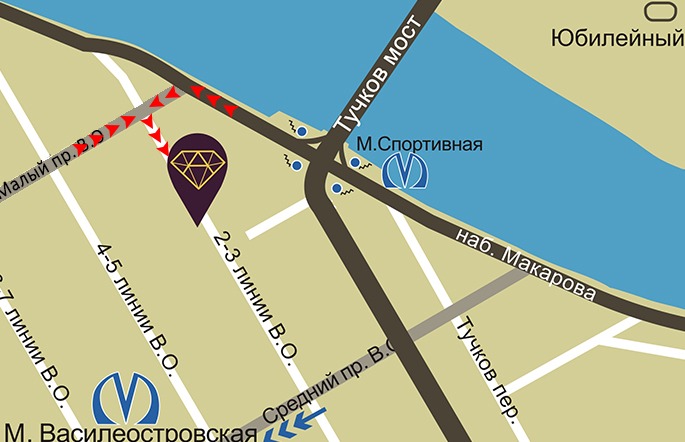 Юбилейный
Тучков мост
М.Спортивная
Малый пр. В.О
наб. Макарова
2-3 линии В.О.
4-5 линии В.О.
-7 линии В.О.
Средний пр. В.О
Тучков пер.
М. Василеостровская